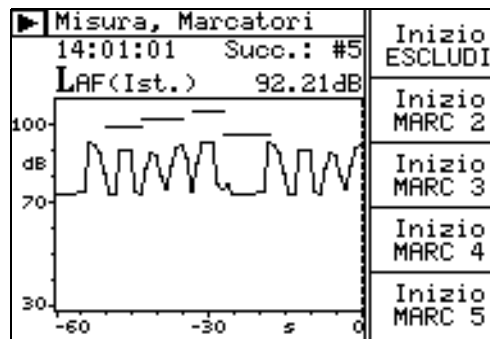 Misura, Marcatori
14:01:01 Succ.: #5
LAF(Ist.) 92.21dB
100
dB
70
30
-60 -30 s 0
Inizio
ESCLUDI
Inizio
MARC 2
Inizio
MARC 3
Inizio
MARC 4
Inizio
MARC 5